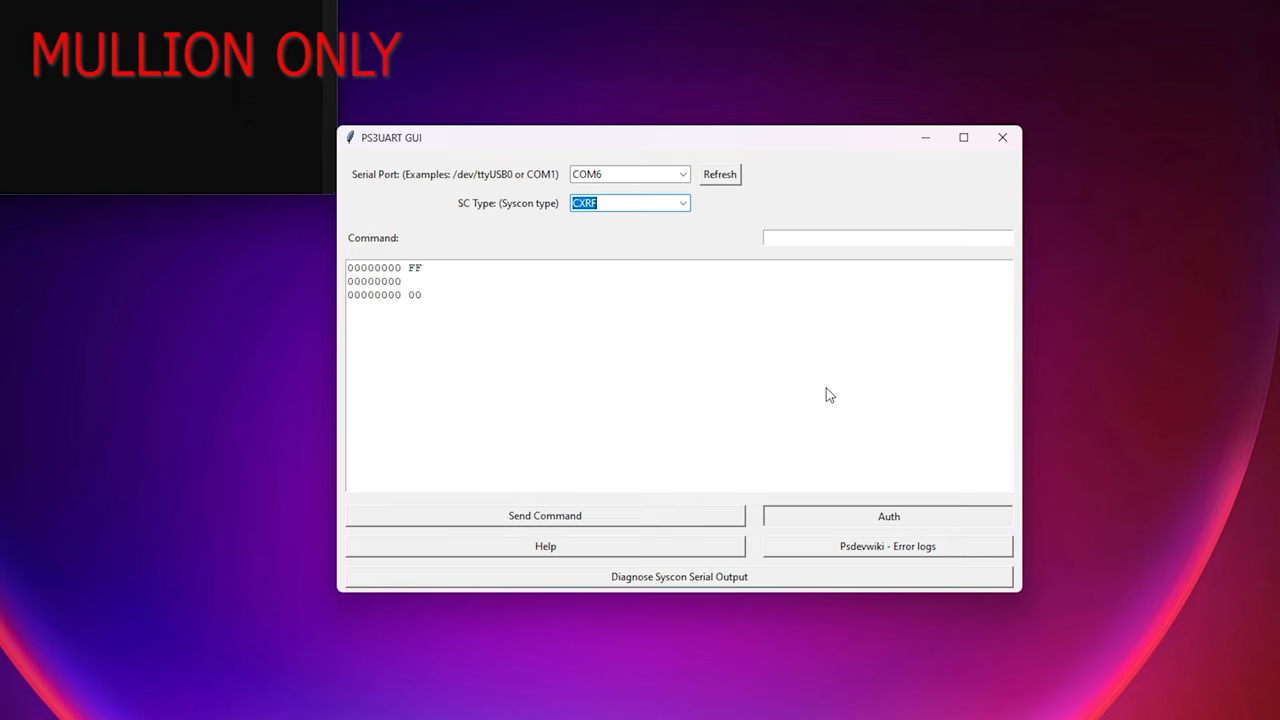 MULLION ONLY
PS3UART GUI
Serial Port: (Examples: /dev/ttyUSB0 or COM1) COM6 Refresh
SC Type: (Syscon type) CXRF
Command:
00000000 FF
00000000
00000000 00
Send Command Auth
Help Psdevwiki - Error logs
Diagnose Syscon Serial Output